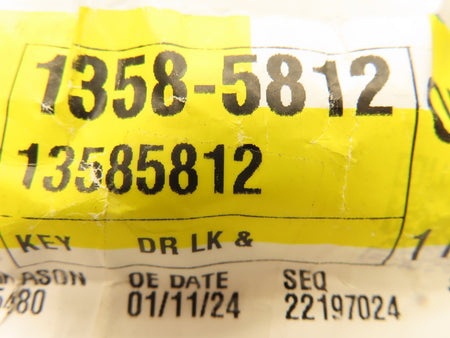 1358-5812
13585812
KEY DR LK &
ASON OE DATE SEQ
480 01/11/24 22197024